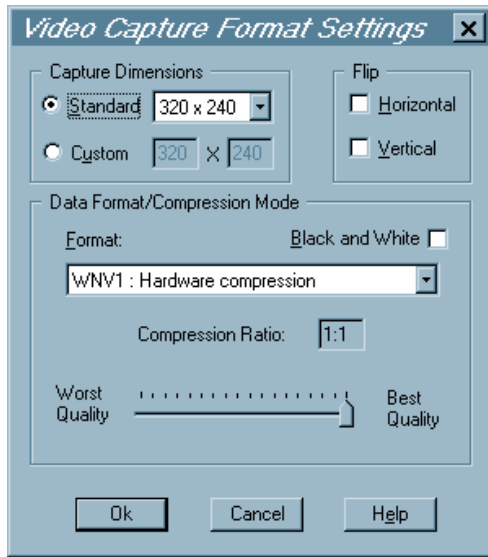 Video Capture Format Settings
Capture Dimensions
Flip
Standard 320 x 240
Horizontal
Custom 320 X 240
Vertical
Data Format/Compression Mode
Format: Black and White
WNV1 : Hardware compression
Compression Ratio: 1:1
Worst Quality
Best Quality
Ok Cancel Help